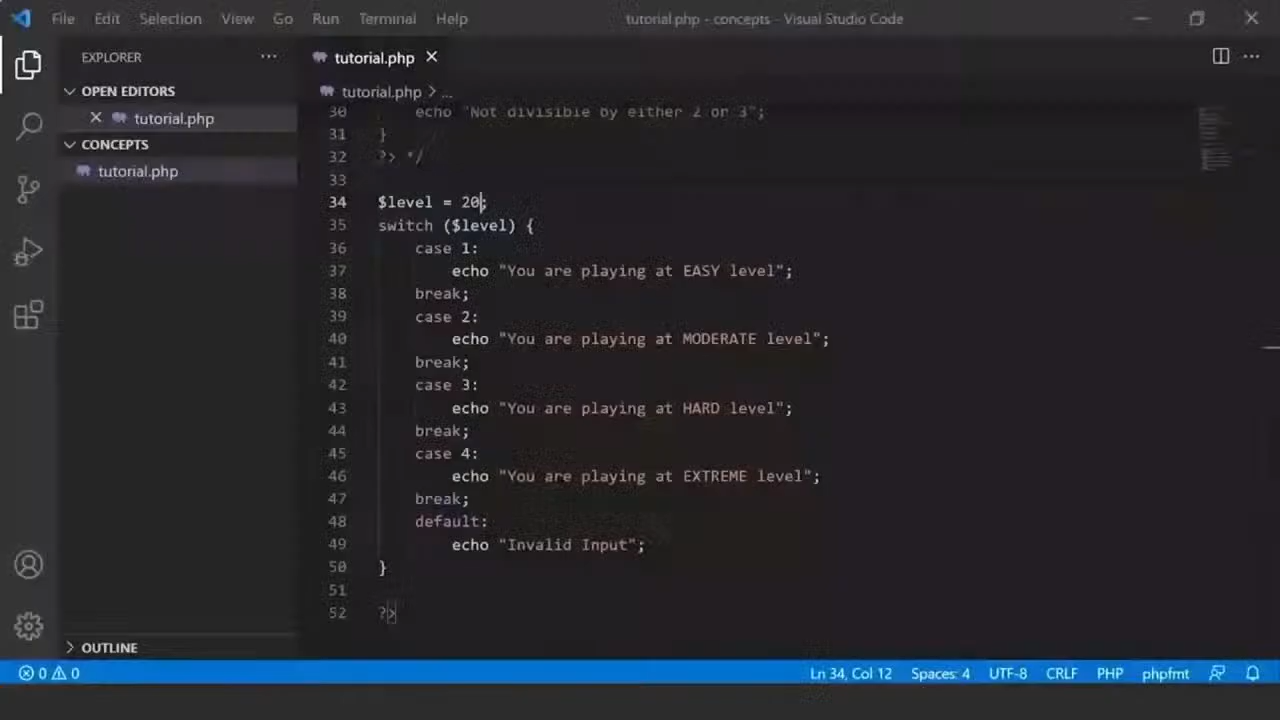 File Edit Selection View Go Run Terminal Help tutorial.php - concepts - Visual Studio Code
EXPLORER ··· tutorial.php
OPEN EDITORS
tutorial.php
CONCEPTS
tutorial.php
tutorial.php > ...
30 echo "Not divisible by either 2 or 3";
31 }
32 ?> */
33
34 $level = 20;
35 switch ($level) {
36 case 1:
37 echo "You are playing at EASY level";
38 break;
39 case 2:
40 echo "You are playing at MODERATE level";
41 break;
42 case 3:
43 echo "You are playing at HARD level";
44 break;
45 case 4:
46 echo "You are playing at EXTREME level";
47 break;
48 default:
49 echo "Invalid Input";
50 }
51
52 ?>
OUTLINE
0 0 Ln 34, Col 12 Spaces: 4 UTF-8 CRLF PHP phpfmt